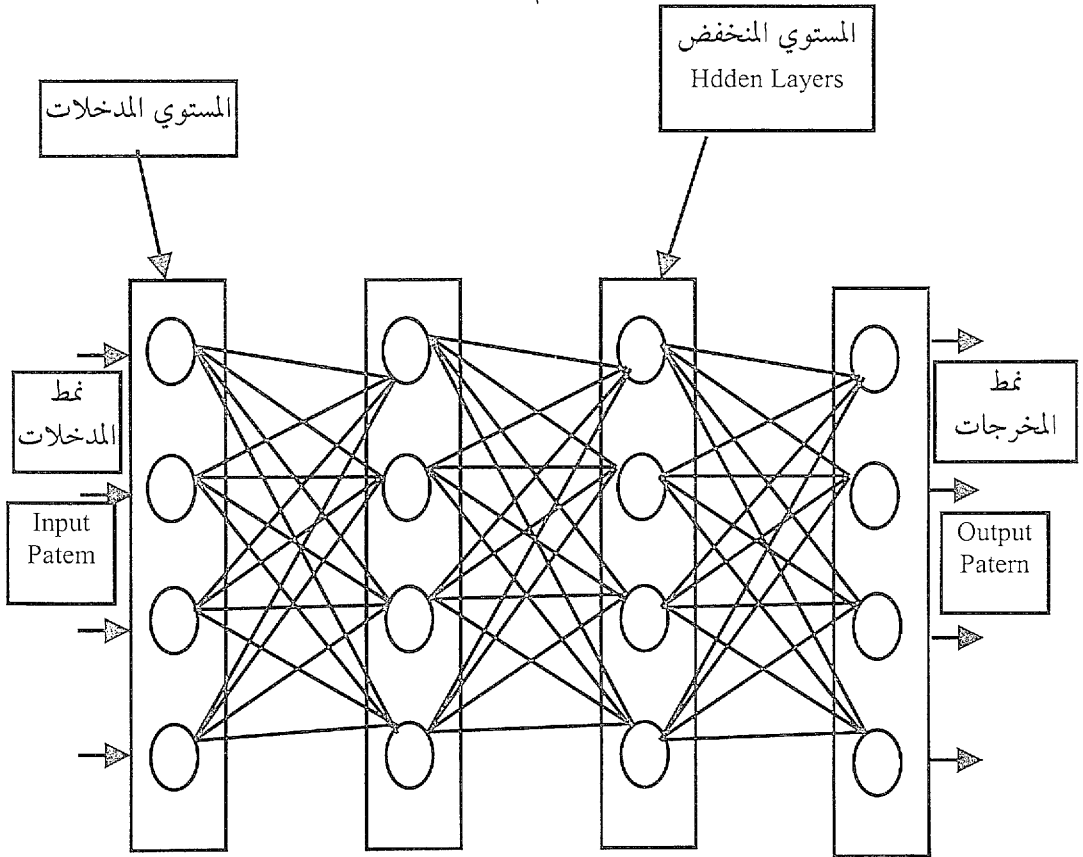 المستوي المنخفض
Hdden Layers
المستوي المدخلات
نمط
المدخلات
Input
Patem
نمط
المخرجات
Output
Patern